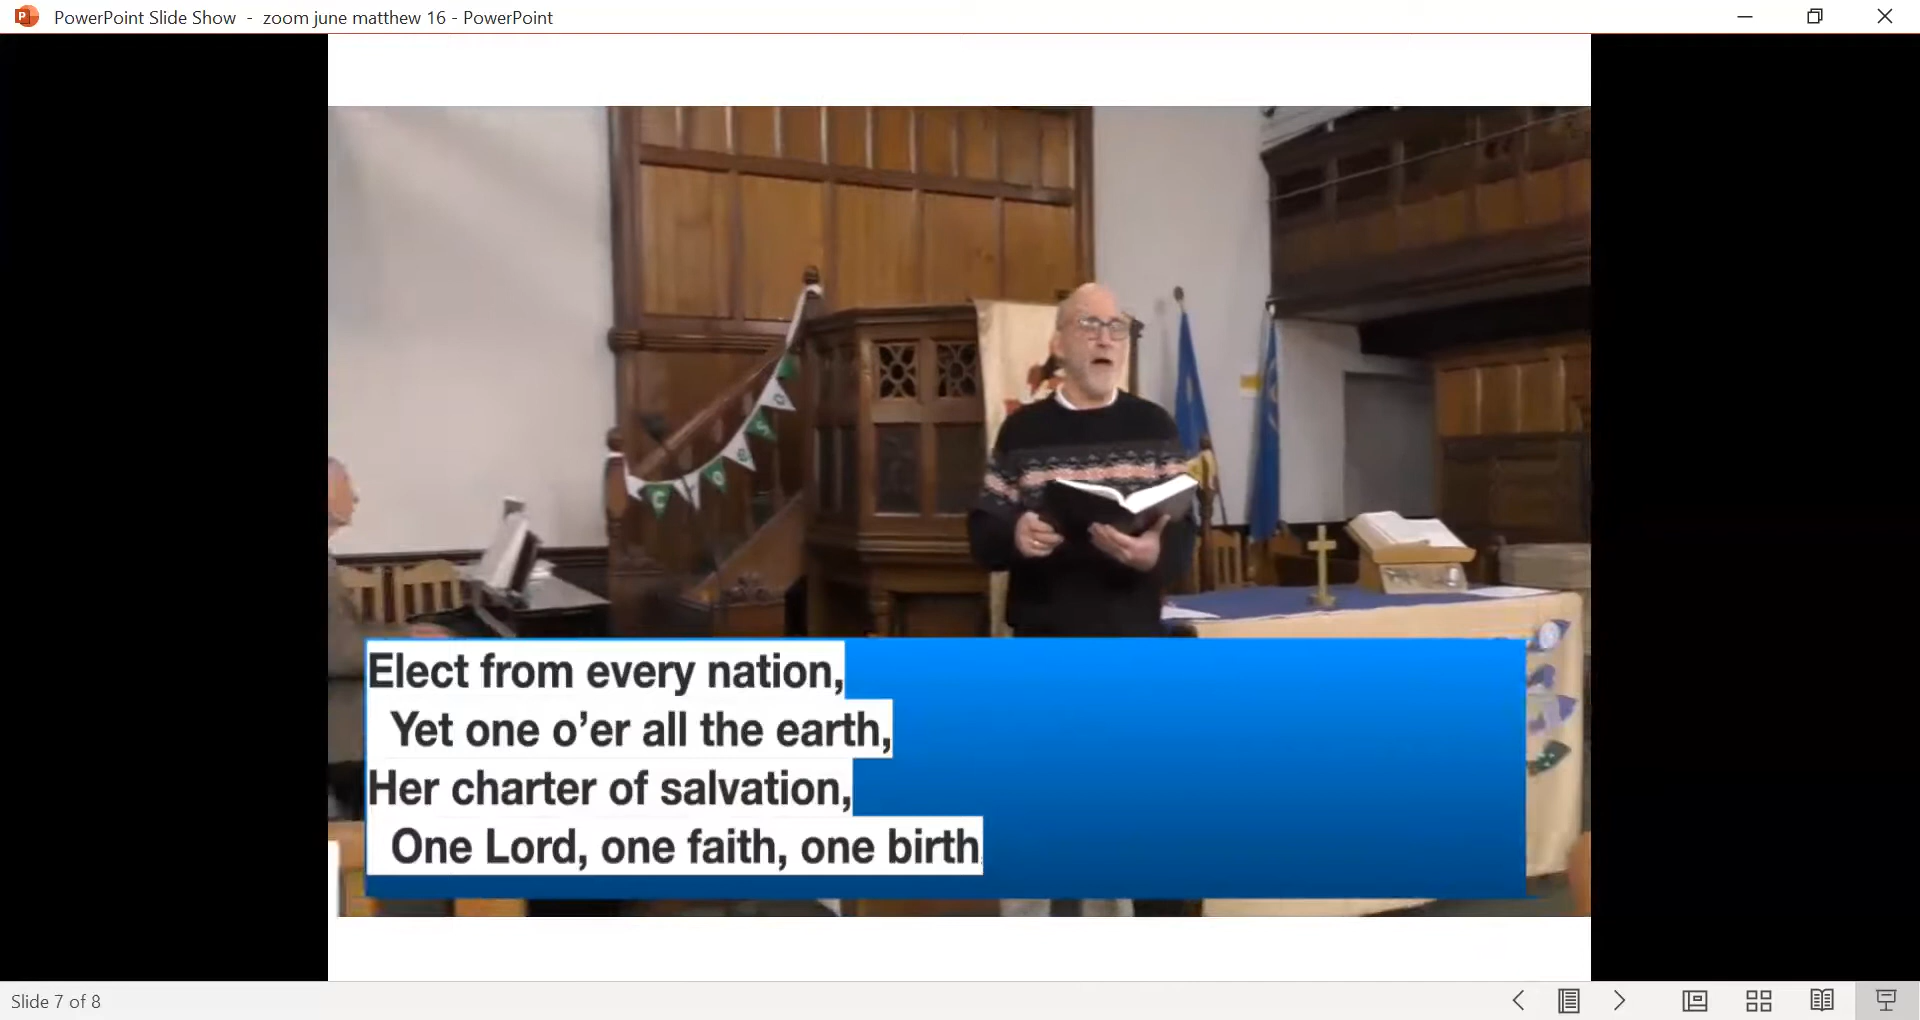 PowerPoint Slide Show - zoom june matthew 16 - PowerPoint
Elect from every nation,
Yet one o’er all the earth,
Her charter of salvation,
One Lord, one faith, one birth
Slide 7 of 8